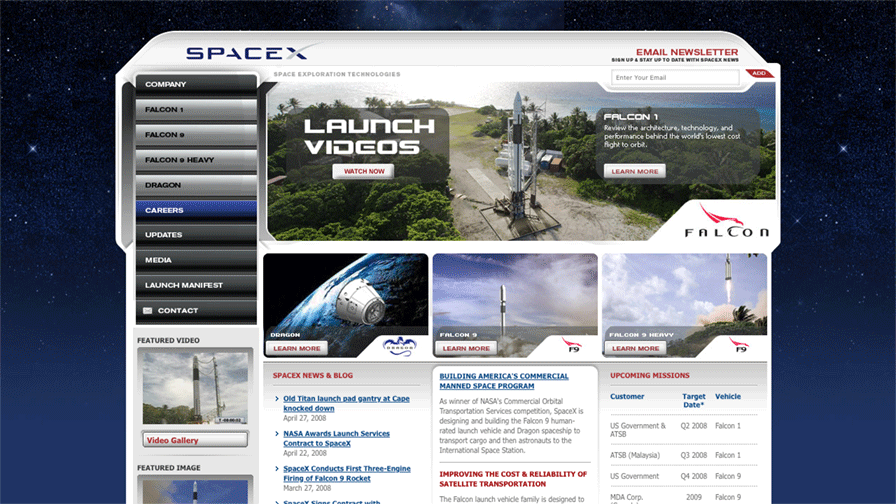 SPACEX
EMAIL NEWSLETTER
SIGN UP & STAY UP TO DATE WITH SPACEX NEWS
SPACE EXPLORATION TECHNOLOGIES
Enter Your Email
ADD
COMPANY
FALCON 1
FALCON 9
FALCON 9 HEAVY
DRAGON
CAREERS
UPDATES
MEDIA
LAUNCH MANIFEST
CONTACT
LAUNCH
VIDEOS
WATCH NOW
FALCON 1
Review the architecture, technology, and
performance behind the world's lowest cost
flight to orbit.
LEARN MORE
FALCON
DRAGON
LEARN MORE
DRAGON
FALCON 9
LEARN MORE
F9
FALCON 9 HEAVY
LEARN MORE
F9
FEATURED VIDEO
Video Gallery
FEATURED IMAGE
SPACEX NEWS & BLOG
Old Titan launch pad gantry at Cape
knocked down
April 27, 2008
NASA Awards Launch Services
Contract to SpaceX
April 22, 2008
SpaceX Conducts First Three-Engine
Firing of Falcon 9 Rocket
March 27, 2008
SpaceX Signs Contract with
BUILDING AMERICA'S COMMERCIAL
MANNED SPACE PROGRAM
As winner of NASA's Commercial Orbital
Transportation Services competition, SpaceX is
designing and building the Falcon 9 human-
rated launch vehicle and Dragon spaceship to
transport cargo and then astronauts to the
International Space Station.
IMPROVING THE COST & RELIABILITY OF
SATELLITE TRANSPORTATION
The Falcon launch vehicle family is designed to
UPCOMING MISSIONS
Customer Target Date* Vehicle
US Government & ATSB Q2 2008 Falcon 1
ATSB (Malaysia) Q3 2008 Falcon 1
US Government Q4 2008 Falcon 9
MDA Corp. 2009 Falcon 9